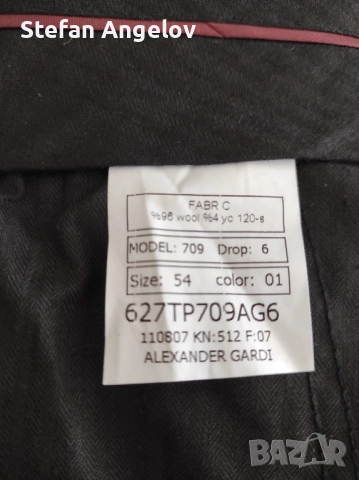 Stefan Angelov
FABR C
%96 wool %4 yc 120-s
MODEL: 709 Drop: 6
Size: 54 color: 01
627TP709AG6
110807 KN:512 F:07
ALEXANDER GARDI
BAZAR